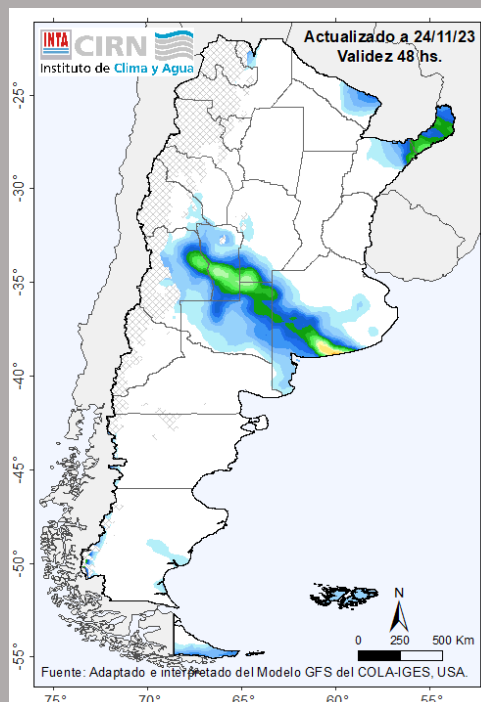 INTA CIRN
Instituto de Clima y Agua
Actualizado a 24/11/23
Validez 48 hs.
25°
30°
35°
40°
45°
50°
55°
N
0 250 500 Km
Fuente: Adaptado e interpretado del Modelo GFS del COLA-IGES, USA.
75° 70° 65° 60° 55°